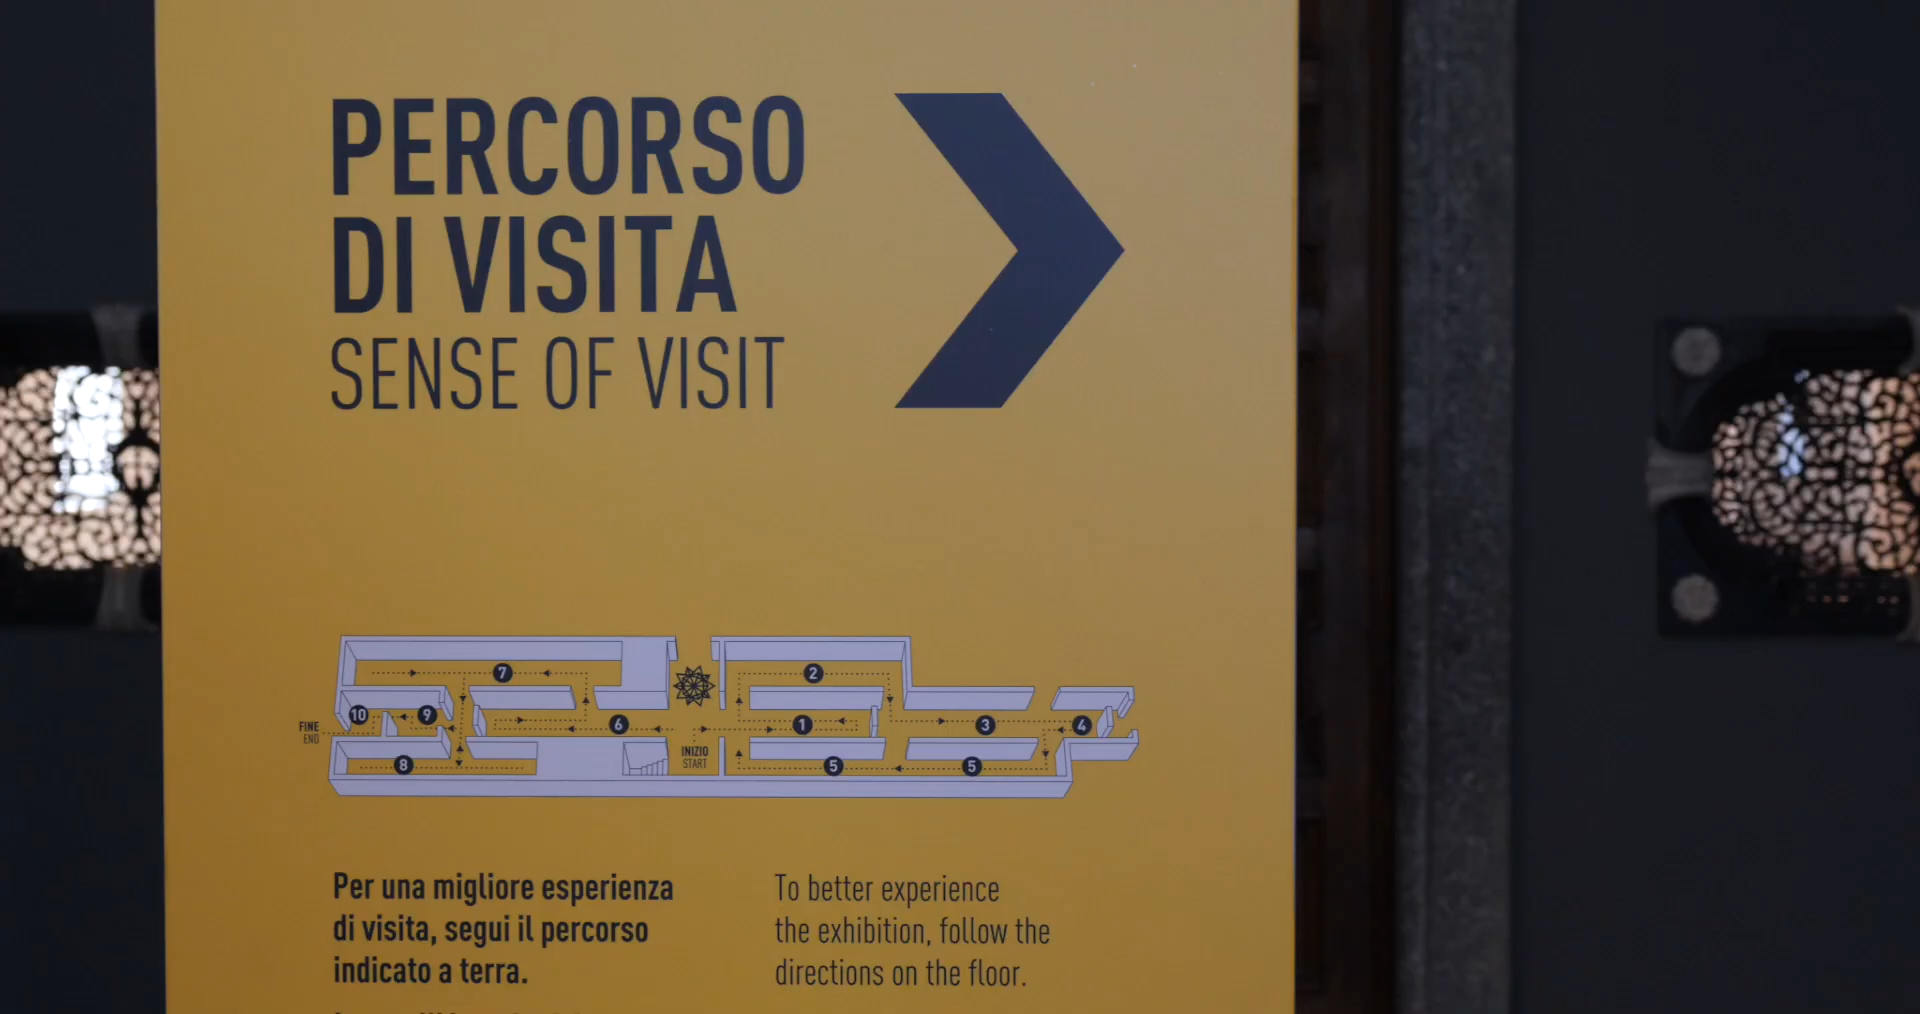 PERCORSO
DI VISITA
SENSE OF VISIT
7
2
10
9
6
1
3
4
FINE
END
INIZIO
START
8
5
5
Per una migliore esperienza
di visita, segui il percorso
indicato a terra.
To better experience
the exhibition, follow the
directions on the floor.